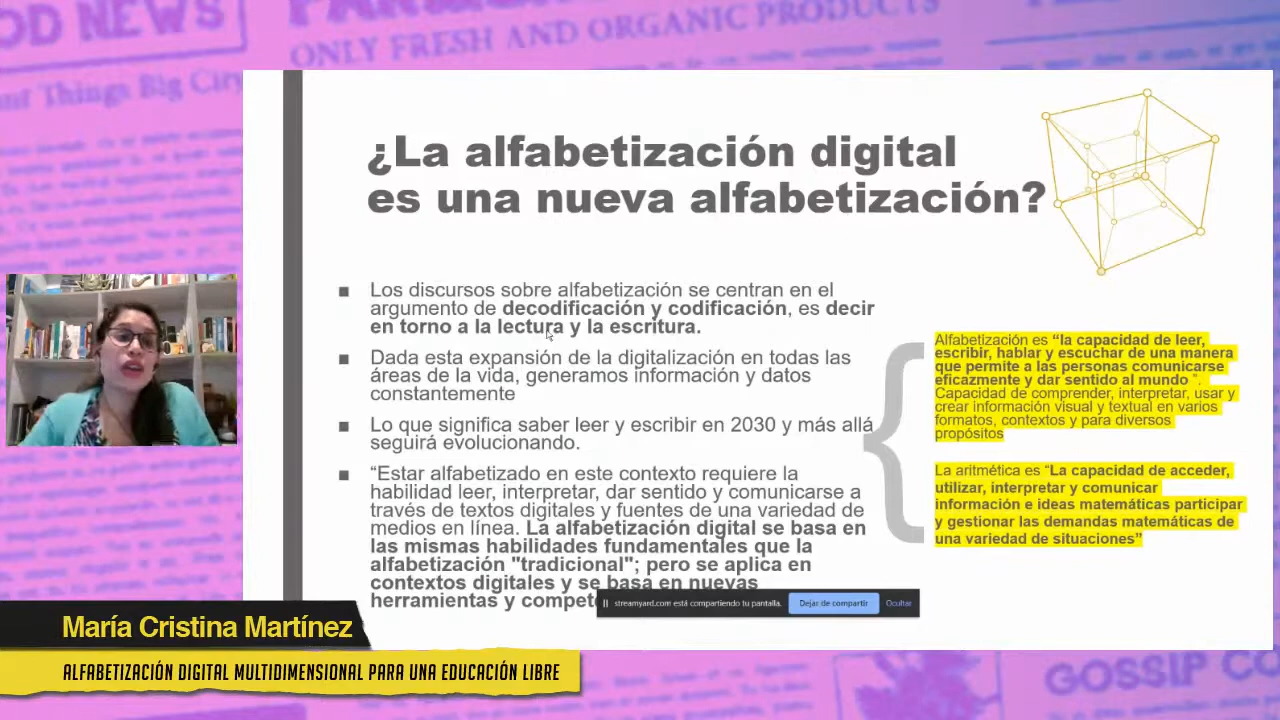 OD NEWS
ONLY FRESH AND ORGANIC PRODUCTS
Things Big City
¿La alfabetización digital
es una nueva alfabetización?
■ Los discursos sobre alfabetización se centran en el
argumento de decodificación y codificación, es decir
en torno a la lectura y la escritura.
■ Dada esta expansión de la digitalización en todas las
áreas de la vida, generamos información y datos
constantemente
■ Lo que significa saber leer y escribir en 2030 y más allá
seguirá evolucionando.
■ “Estar alfabetizado en este contexto requiere la
habilidad leer, interpretar, dar sentido y comunicarse a
través de textos digitales y fuentes de una variedad de
medios en línea. La alfabetización digital se basa en
las mismas habilidades fundamentales que la
alfabetización "tradicional"; pero se aplica en
contextos digitales y se basa en nuevas
herramientas y compet
Alfabetización es “la capacidad de leer,
escribir, hablar y escuchar de una manera
que permite a las personas comunicarse
eficazmente y dar sentido al mundo ”.
Capacidad de comprender, interpretar, usar y
crear información visual y textual en varios
formatos, contextos y para diversos
propósitos
La aritmética es “La capacidad de acceder,
utilizar, interpretar y comunicar
información e ideas matemáticas participar
y gestionar las demandas matemáticas de
una variedad de situaciones”
streamyard.com está compartiendo tu pantalla. Dejar de compartir Ocultar
María Cristina Martínez
ALFABETIZACIÓN DIGITAL MULTIDIMENSIONAL PARA UNA EDUCACIÓN LIBRE
GOSSIP CO